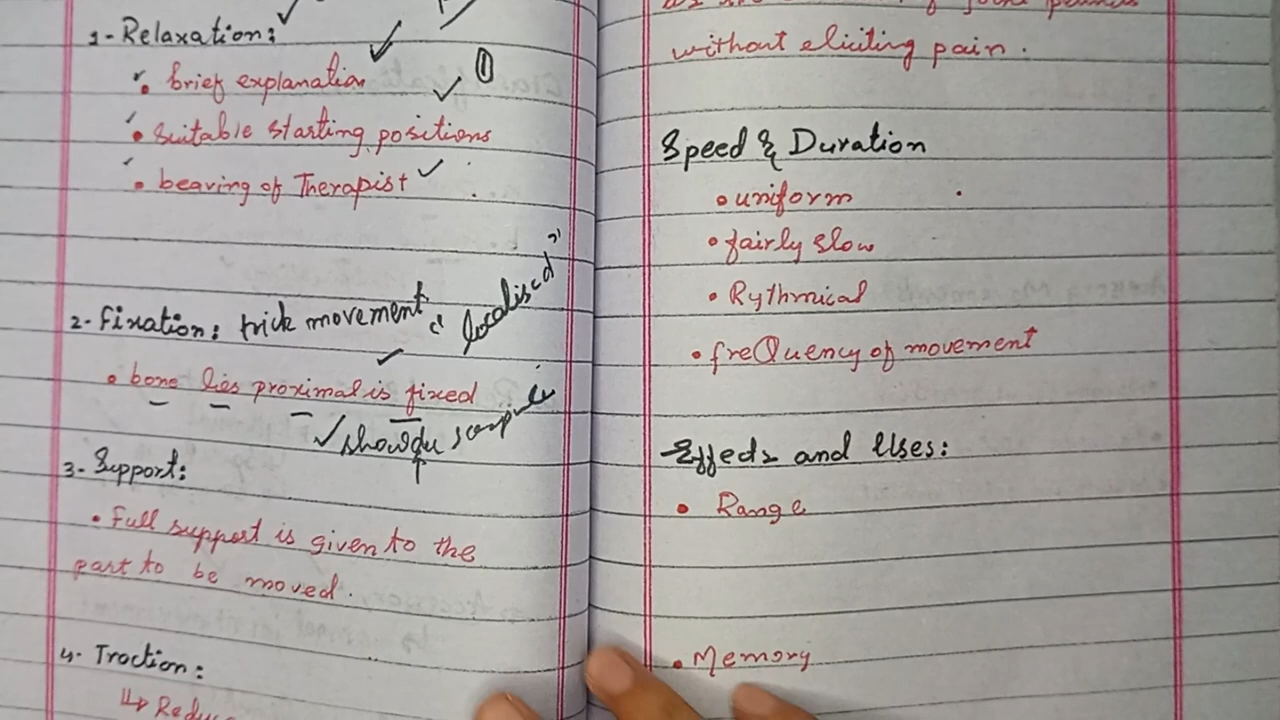 1- Relaxation:
• brief explanation
①
• Suitable starting positions
• bearing of Therapist
2- fixation: trick movement "localised"
• bone lies proximal is fixed
3- Support:
• Full support is given to the
part to be moved.
4- Traction:
without eliciting pain.
Speed & Duration
• uniform
• fairly slow
• Rythmical
• freQuency of movement
Effects and Uses:
• Range
• Memory